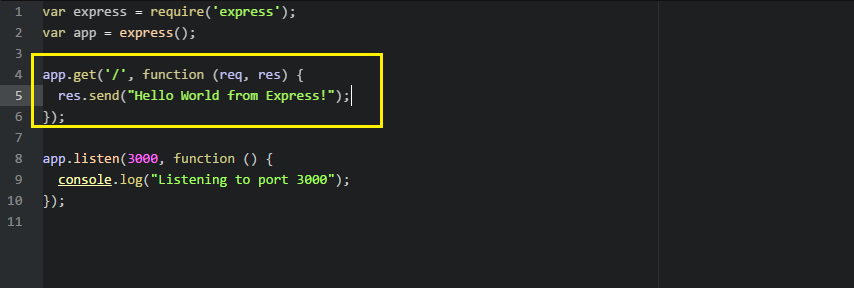 1 var express = require('express');
2 var app = express();
3
4 app.get('/', function (req, res) {
5   res.send("Hello World from Express!");
6 });
7
8 app.listen(3000, function () {
9   console.log("Listening to port 3000");
10 });
11